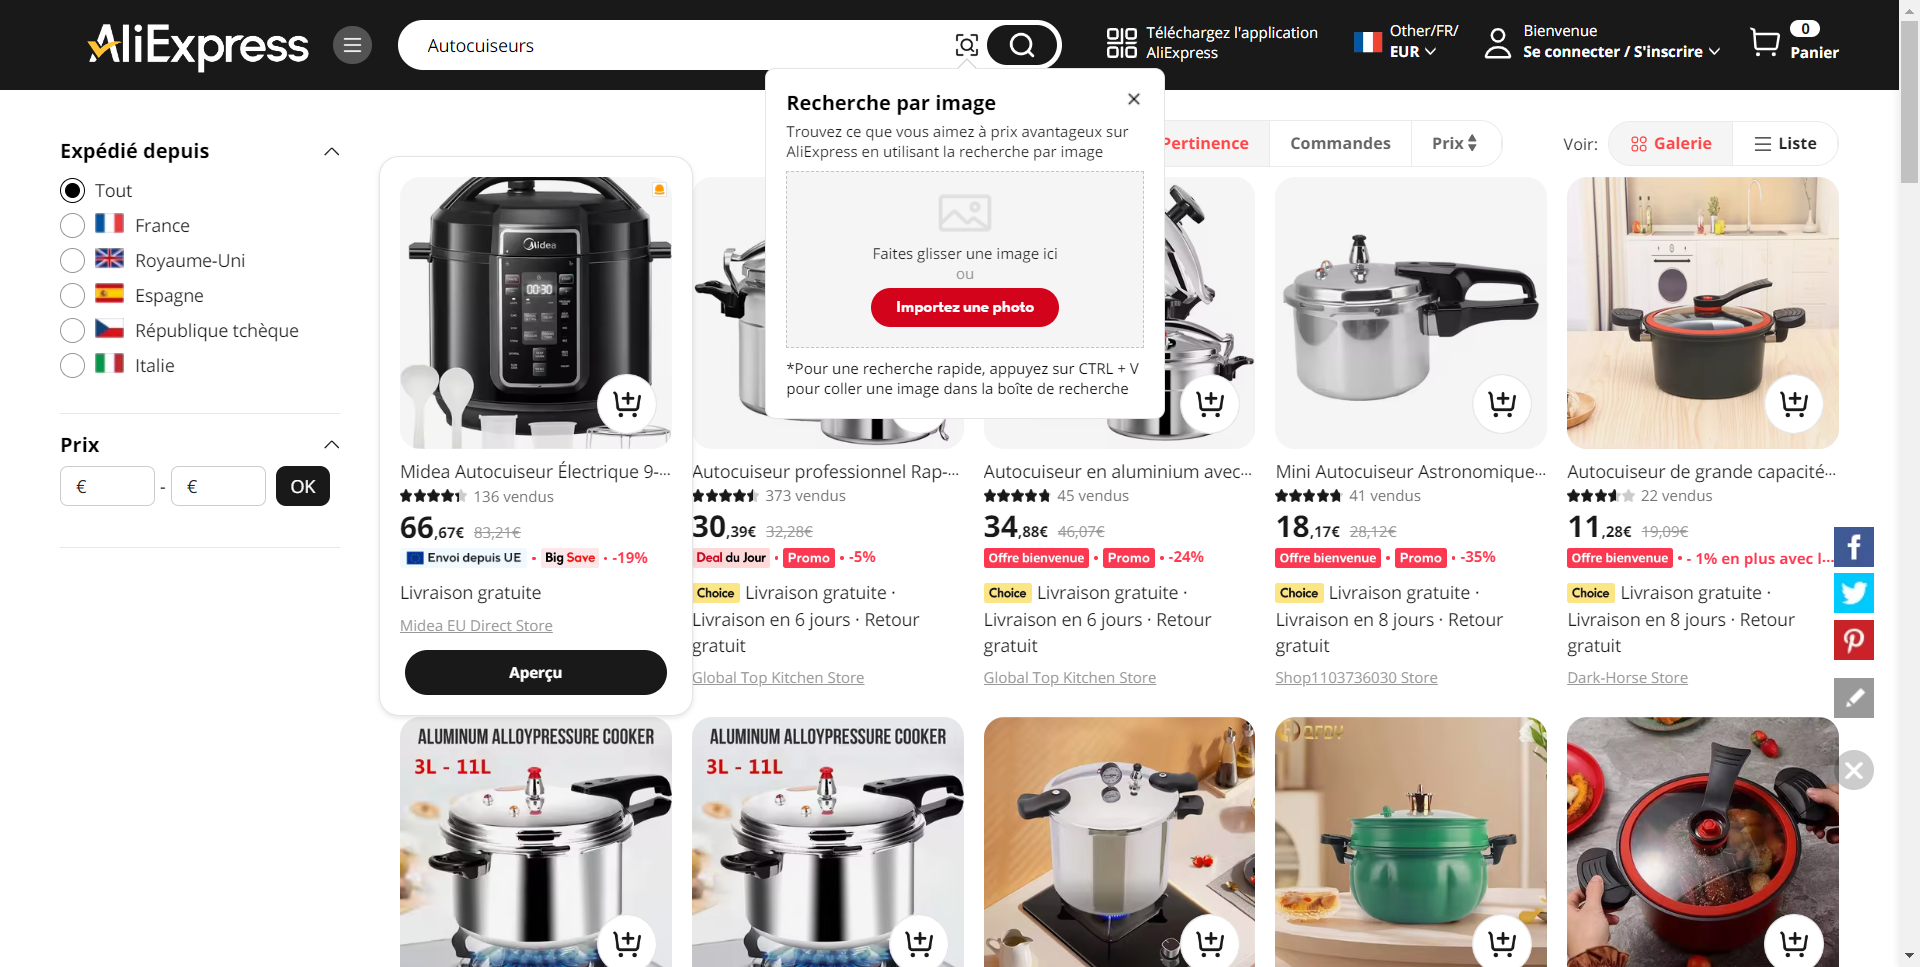 AliExpress
Autocuiseurs
Téléchargez l'application
AliExpress
Other/FR/
EUR
Bienvenue
Se connecter / S'inscrire
0
Panier
Recherche par image
Trouvez ce que vous aimez à prix avantageux sur
AliExpress en utilisant la recherche par image
Faites glisser une image ici
ou
Importez une photo
*Pour une recherche rapide, appuyez sur CTRL + V
pour coller une image dans la boîte de recherche
Pertinence
Commandes
Prix
Voir:
Galerie
Liste
Expédié depuis
Tout
France
Royaume-Uni
Espagne
République tchèque
Italie
Prix
€ - € OK
Midea
00:30
Midea Autocuiseur Électrique 9-...
136 vendus
66,67€ 83,21€
Envoi depuis UE • Big Save • -19%
Livraison gratuite
Midea EU Direct Store
Aperçu
Autocuiseur professionnel Rap-...
373 vendus
30,39€ 32,28€
Deal du Jour • Promo • -5%
Choice Livraison gratuite ·
Livraison en 6 jours · Retour
gratuit
Global Top Kitchen Store
Autocuiseur en aluminium avec...
45 vendus
34,88€ 46,07€
Offre bienvenue • Promo • -24%
Choice Livraison gratuite ·
Livraison en 6 jours · Retour
gratuit
Global Top Kitchen Store
Mini Autocuiseur Astronomique...
41 vendus
18,17€ 28,12€
Offre bienvenue • Promo • -35%
Choice Livraison gratuite ·
Livraison en 8 jours · Retour
gratuit
Shop1103736030 Store
Autocuiseur de grande capacité...
22 vendus
11,28€ 19,09€
Offre bienvenue • - 1% en plus avec l...
Choice Livraison gratuite ·
Livraison en 8 jours · Retour
gratuit
Dark-Horse Store
ALUMINUM ALLOYPRESSURE COOKER
3L - 11L
ALUMINUM ALLOYPRESSURE COOKER
3L - 11L